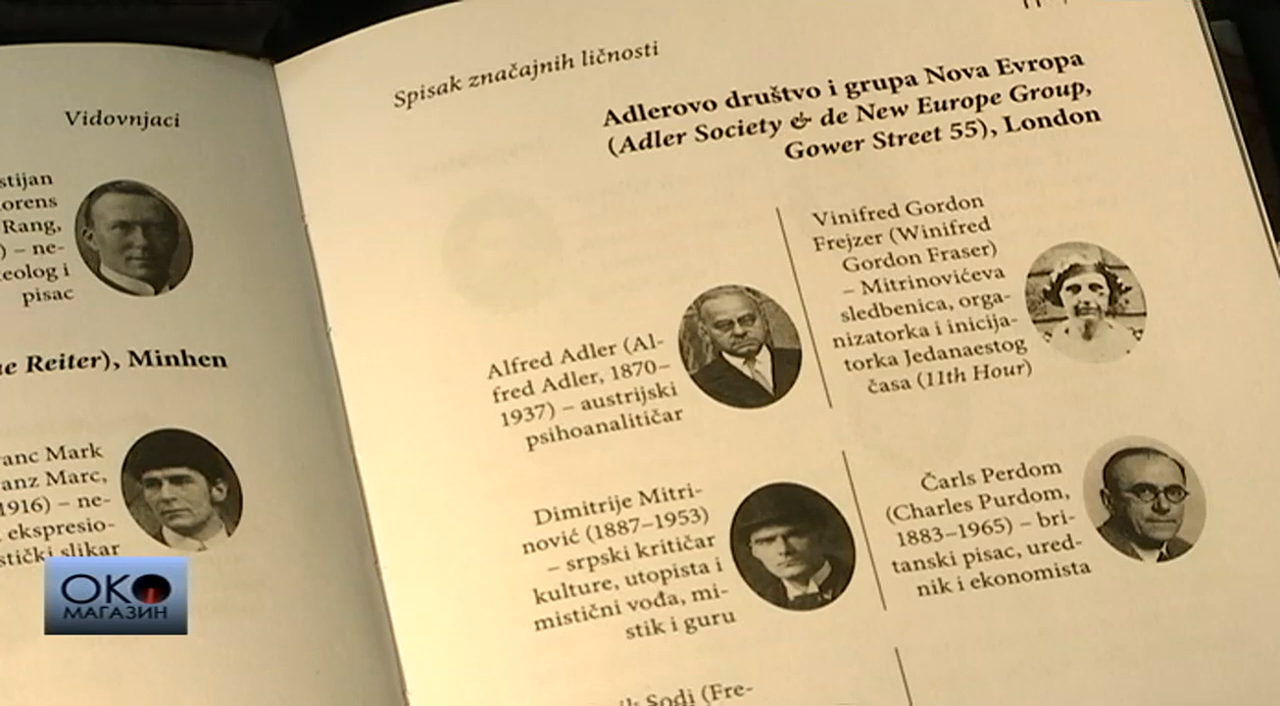 Vidovnjaci
stijan
orens
Rang,
) – ne-
teolog i
pisac
Reiter), Minhen
anc Mark
anz Marc,
1916) – ne-
ekspresio-
stički slikar
Spisak značajnih ličnosti
Adlerovo društvo i grupa Nova Evropa
(Adler Society & de New Europe Group,
Gower Street 55), London
Alfred Adler (Al-
fred Adler, 1870–
1937) – austrijski
psihoanalitičar
Dimitrije Mitri-
nović (1887–1953)
– srpski kritičar
kulture, utopista i
mistični vođa, mi-
stik i guru
Sodi (Fre-
Vinifred Gordon
Frejzer (Winifred
Gordon Fraser)
– Mitrinovićeva
sledbenica, orga-
nizatorka i inicija-
torka Jedanaestog
časa (11th Hour)
Čarls Perdom
(Charles Purdom,
1883–1965) – bri-
tanski pisac, ured-
nik i ekonomista
ОКО
МАГАЗИН